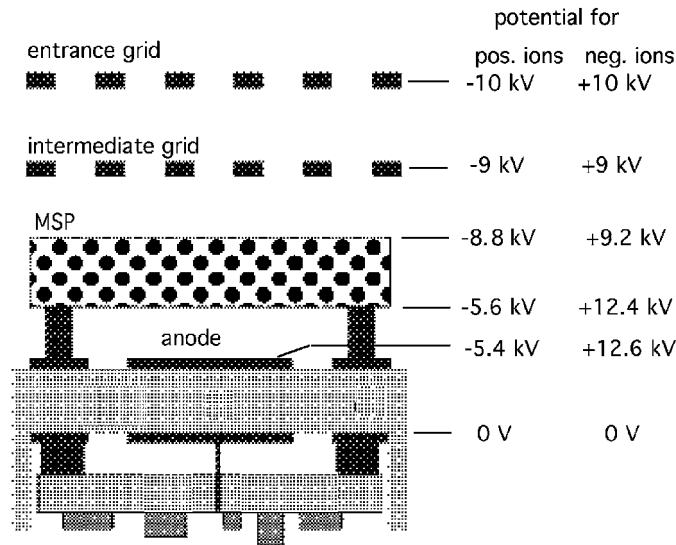 potential for
entrance grid pos. ions neg. ions
-10 kV +10 kV
intermediate grid
-9 kV +9 kV
MSP
-8.8 kV +9.2 kV
-5.6 kV +12.4 kV
anode -5.4 kV +12.6 kV
0 V 0 V